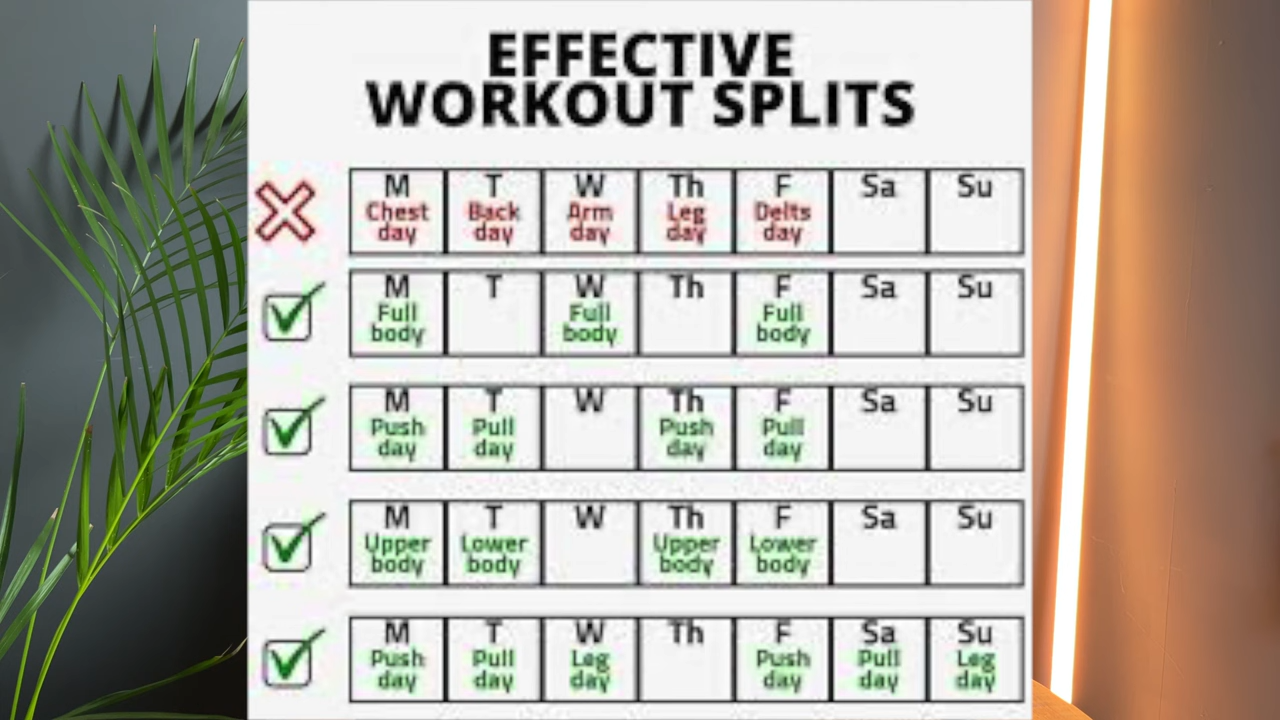 EFFECTIVE
WORKOUT SPLITS
M T W Th F Sa Su
Chest Back Arm Leg Delts
day day day day day
M T W Th F Sa Su
Full Full Full
body body body
M T W Th F Sa Su
Push Pull Push Pull
day day day day
M T W Th F Sa Su
Upper Lower Upper Lower
body body body body
M T W Th F Sa Su
Push Pull Leg Push Pull Leg
day day day day day day